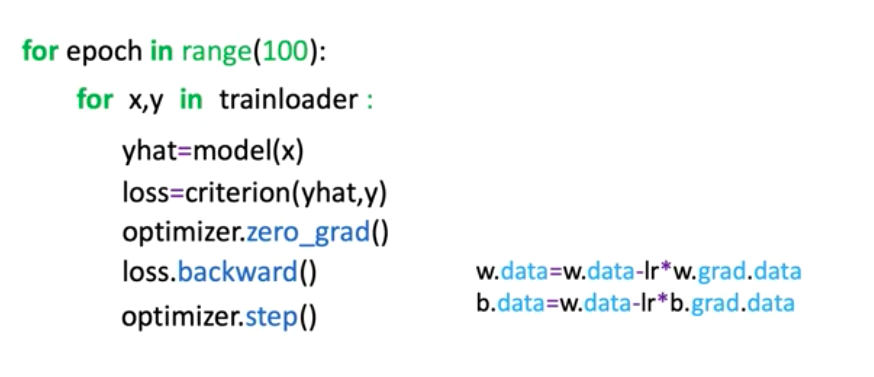 for epoch in range(100):
for x,y in trainloader :
yhat=model(x)
loss=criterion(yhat,y)
optimizer.zero_grad()
loss.backward()
w.data=w.data-lr*w.grad.data
b.data=w.data-lr*b.grad.data
optimizer.step()